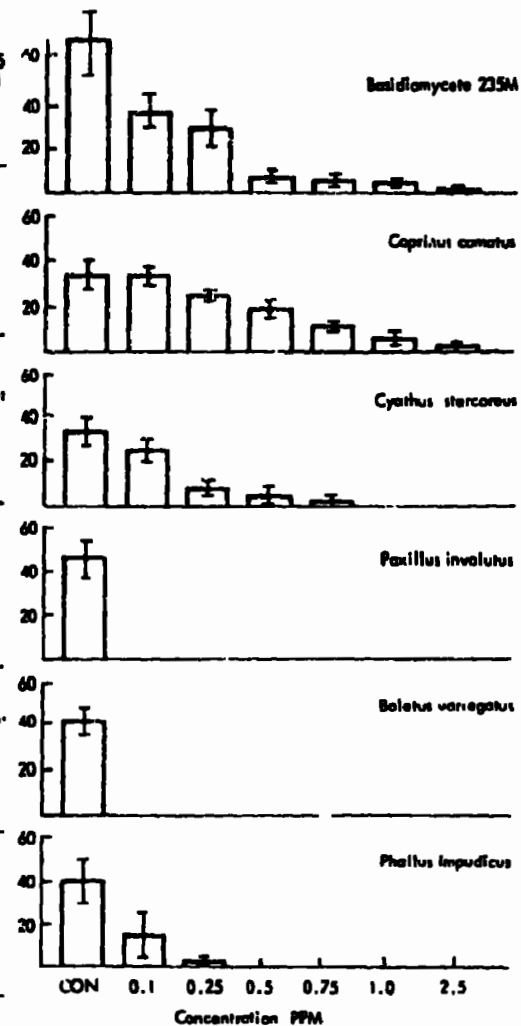 60
40
20
Basidiomycete 235M
60
40
20
Coprinus comatus
60
40
20
Cyathus stercoreus
60
40
20
Paxillus involutus
60
40
20
Boletus variegatus
60
40
20
Phallus impudicus
CON 0.1 0.25 0.5 0.75 1.0 2.5
Concentration PPM